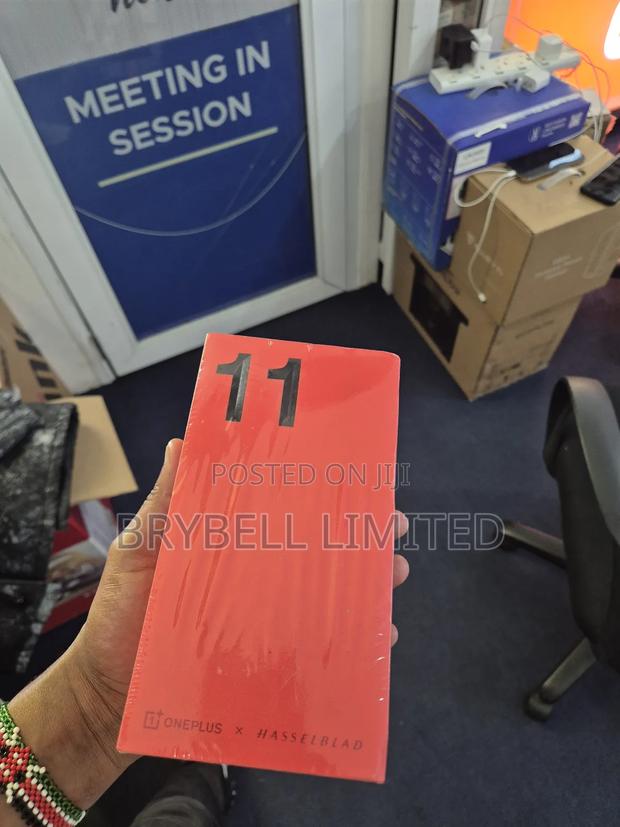 MEETING IN
SESSION
11
POSTED ON JIJI
BRYBELL LIMITED
ONEPLUS × HASSELBLAD